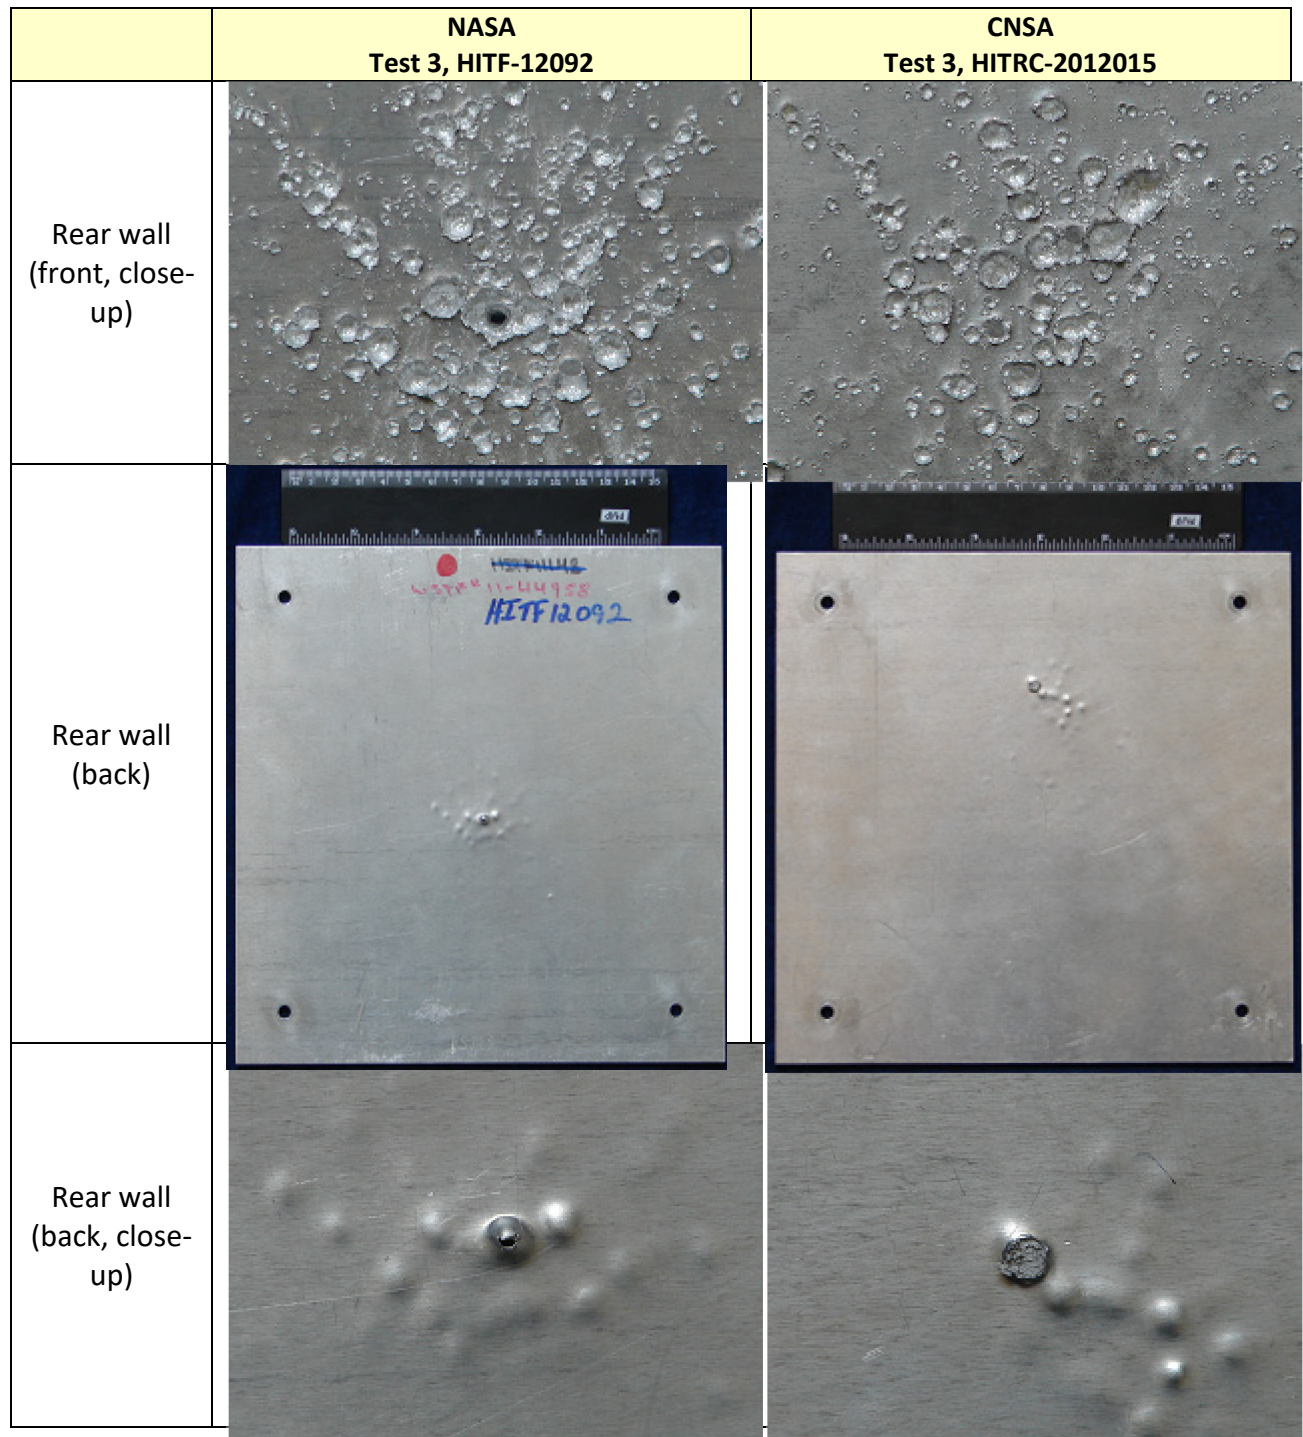 NASA
Test 3, HITF-12092
CNSA
Test 3, HITRC-2012015
Rear wall
(front, close-
up)
Rear wall
(back)
HITF12092
Rear wall
(back, close-
up)